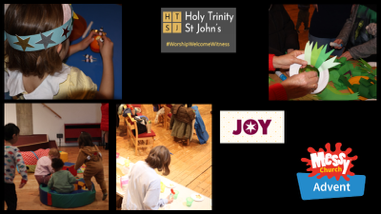 HT
SJ
Holy Trinity
St John's
#WorshipWelcomeWitness
JOY
Messy
Church
Advent